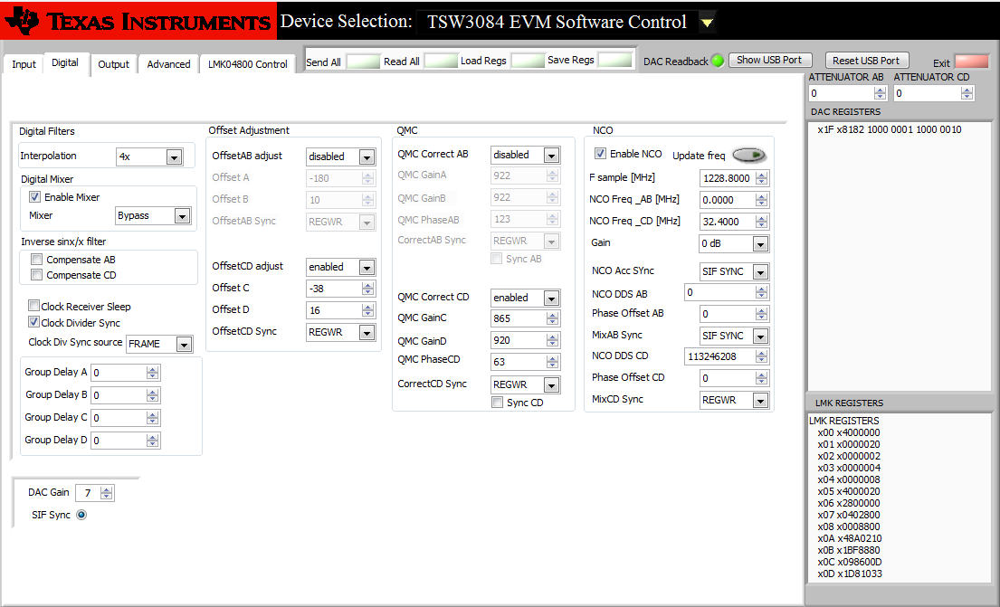 TEXAS INSTRUMENTS
Device Selection: TSW3084 EVM Software Control
Input Digital Output Advanced LMK04800 Control
Send All Read All Load Regs Save Regs
DAC Readback Show USB Port Reset USB Port Exit
ATTENUATOR AB ATTENUATOR CD
0 0
DAC REGISTERS
x1F x8182 1000 0001 1000 0010
Digital Filters
Interpolation 4x
Digital Mixer
Enable Mixer
Mixer Bypass
Inverse sinx/x filter
Compensate AB
Compensate CD
Clock Receiver Sleep
Clock Divider Sync
Clock Div Sync source FRAME
Group Delay A 0
Group Delay B 0
Group Delay C 0
Group Delay D 0
DAC Gain 7
SIF Sync
Offset Adjustment
OffsetAB adjust disabled
Offset A -180
Offset B 10
OffsetAB Sync REGWR
OffsetCD adjust enabled
Offset C -38
Offset D 16
OffsetCD Sync REGWR
QMC
QMC Correct AB disabled
QMC GainA 922
QMC GainB 922
QMC PhaseAB 123
CorrectAB Sync REGWR
Sync AB
QMC Correct CD enabled
QMC GainC 865
QMC GainD 920
QMC PhaseCD 63
CorrectCD Sync REGWR
Sync CD
NCO
Enable NCO Update freq
F sample [MHz] 1228.8000
NCO Freq _AB [MHz] 0.0000
NCO Freq _CD [MHz] 32.4000
Gain 0 dB
NCO Acc SYNc SIF SYNC
NCO DDS AB 0
Phase Offset AB 0
MixAB Sync SIF SYNC
NCO DDS CD 113246208
Phase Offset CD 0
MixCD Sync REGWR
LMK REGISTERS
LMK REGISTERS
x00 x4000000
x01 x0000020
x02 x0000002
x03 x0000004
x04 x0000008
x05 x4000020
x06 x2800000
x07 x0402800
x08 x0008800
x0A x48A0210
x0B x1BF8880
x0C x098600D
x0D x1D81033